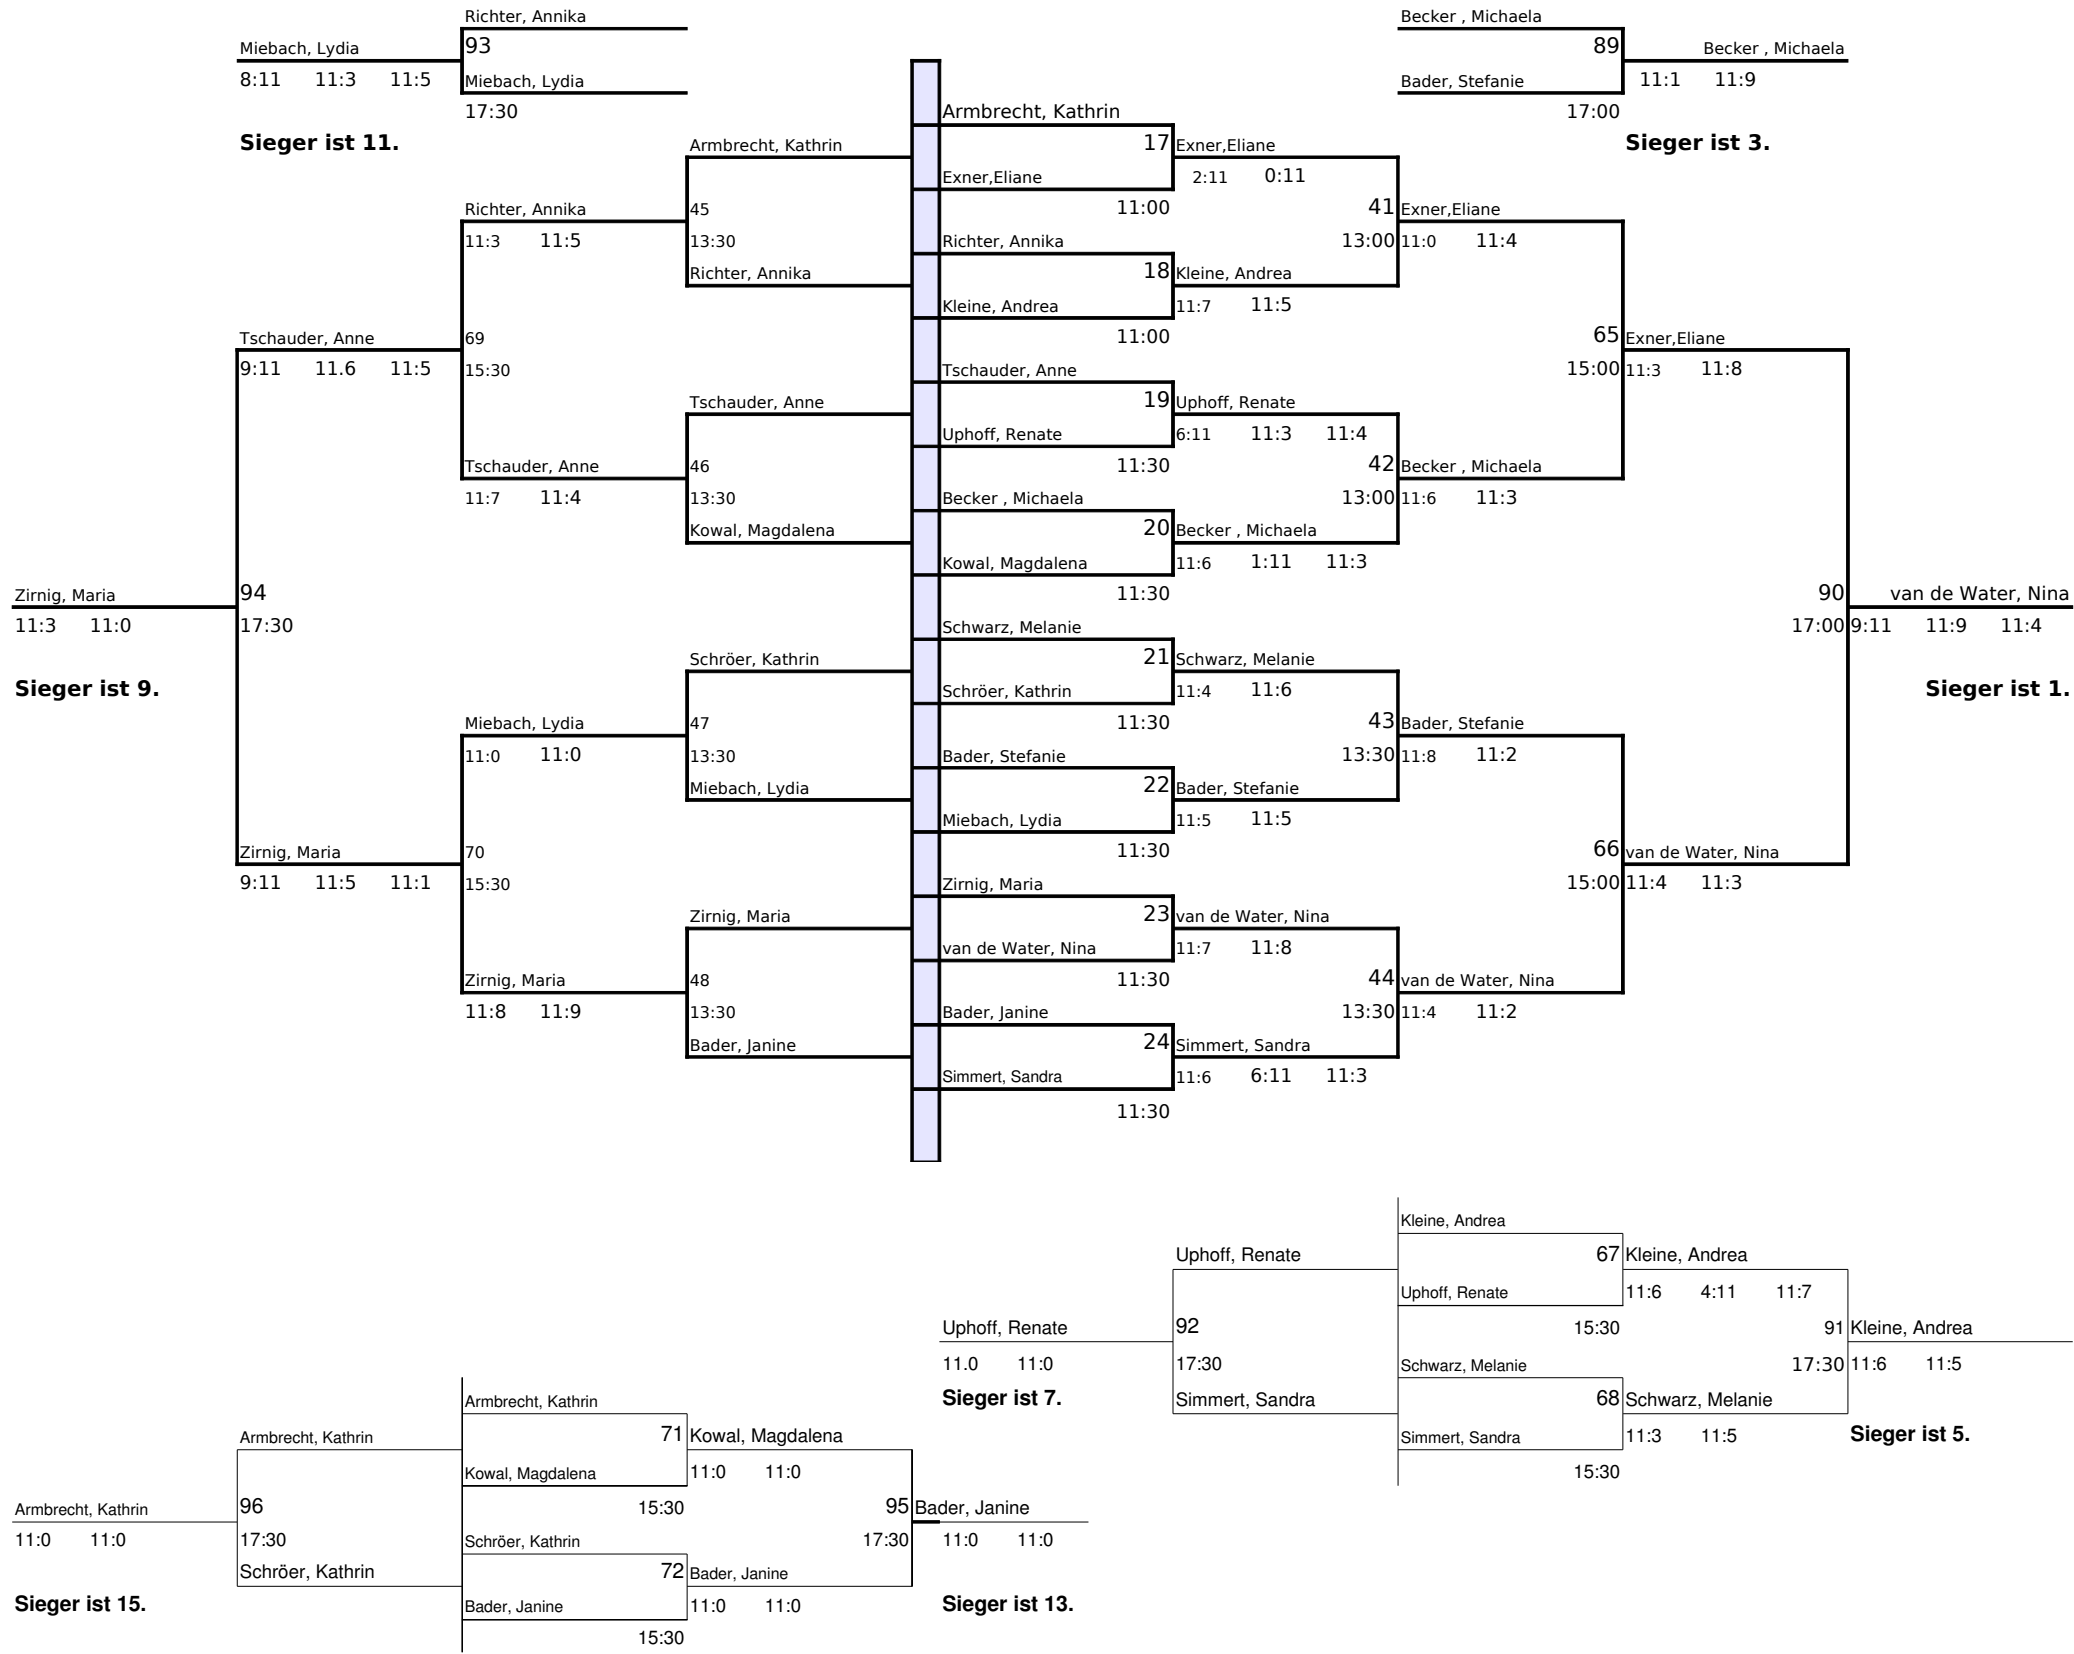 Richter, Annika
Becker , Michaela
Miebach, Lydia 93 89 Becker , Michaela
8:11 11:3 11:5 Miebach, Lydia Bader, Stefanie 11:1 11:9
17:30 Armbrecht, Kathrin 17:00
Sieger ist 11. Armbrecht, Kathrin 17 Exner,Eliane Sieger ist 3.
Exner,Eliane 2:11 0:11
Richter, Annika 45 11:00 41 Exner,Eliane
11:3 11:5 13:30 Richter, Annika 13:00 11:0 11:4
Richter, Annika 18 Kleine, Andrea
Kleine, Andrea 11:7 11:5
Tschauder, Anne 69 11:00 65 Exner,Eliane
9:11 11.6 11:5 15:30 Tschauder, Anne 15:00 11:3 11:8
Tschauder, Anne 19 Uphoff, Renate
Uphoff, Renate 6:11 11:3 11:4
Tschauder, Anne 46 11:30 42 Becker , Michaela
11:7 11:4 13:30 Becker , Michaela 13:00 11:6 11:3
Kowal, Magdalena 20 Becker , Michaela
Kowal, Magdalena 11:6 1:11 11:3
Zirnig, Maria 94 11:30 90 van de Water, Nina
11:3 11:0 17:30 Schwarz, Melanie 17:00 9:11 11:9 11:4
Schröer, Kathrin 21 Schwarz, Melanie
Sieger ist 9. Schröer, Kathrin 11:4 11:6 Sieger ist 1.
Miebach, Lydia 47 11:30 43 Bader, Stefanie
11:0 11:0 13:30 Bader, Stefanie 13:30 11:8 11:2
Miebach, Lydia 22 Bader, Stefanie
Miebach, Lydia 11:5 11:5
Zirnig, Maria 70 11:30 66 van de Water, Nina
9:11 11:5 11:1 15:30 Zirnig, Maria 15:00 11:4 11:3
Zirnig, Maria 23 van de Water, Nina
van de Water, Nina 11:7 11:8
Zirnig, Maria 48 11:30 44 van de Water, Nina
11:8 11:9 13:30 Bader, Janine 13:30 11:4 11:2
Bader, Janine 24 Simmert, Sandra
Simmert, Sandra 11:6 6:11 11:3
11:30
Kleine, Andrea
Uphoff, Renate 67 Kleine, Andrea
Uphoff, Renate 11:6 4:11 11:7
Uphoff, Renate 92 15:30 91 Kleine, Andrea
11.0 11:0 17:30 Schwarz, Melanie 17:30 11:6 11:5
Armbrecht, Kathrin Sieger ist 7. Simmert, Sandra 68 Schwarz, Melanie
Armbrecht, Kathrin 71 Kowal, Magdalena Simmert, Sandra 11:3 11:5 Sieger ist 5.
Kowal, Magdalena 11:0 11:0 15:30
Armbrecht, Kathrin 96 15:30 95 Bader, Janine
11:0 11:0 17:30 Schröer, Kathrin 17:30 11:0 11:0
Schröer, Kathrin 72 Bader, Janine
Sieger ist 15. Bader, Janine 11:0 11:0 Sieger ist 13.
15:30